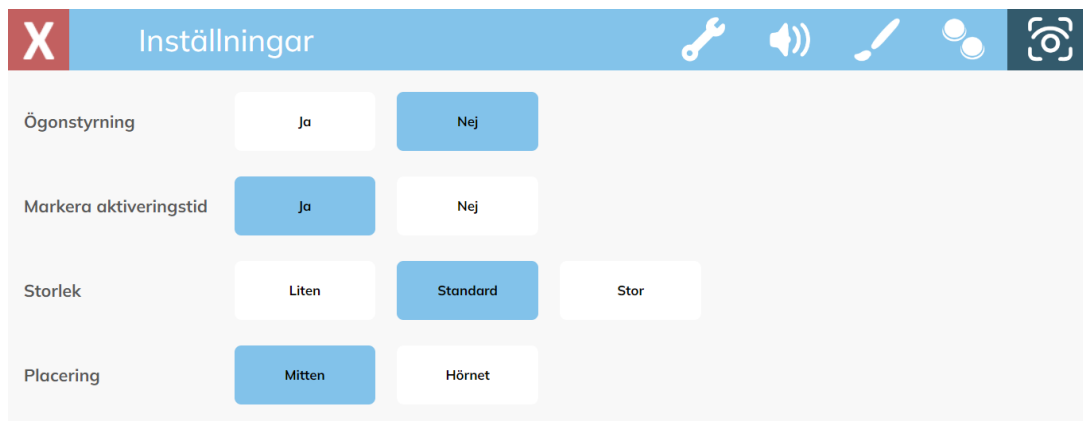 X Inställningar
Ögonstyrning Ja Nej
Markera aktiveringstid Ja Nej
Storlek Liten Standard Stor
Placering Mitten Hörnet